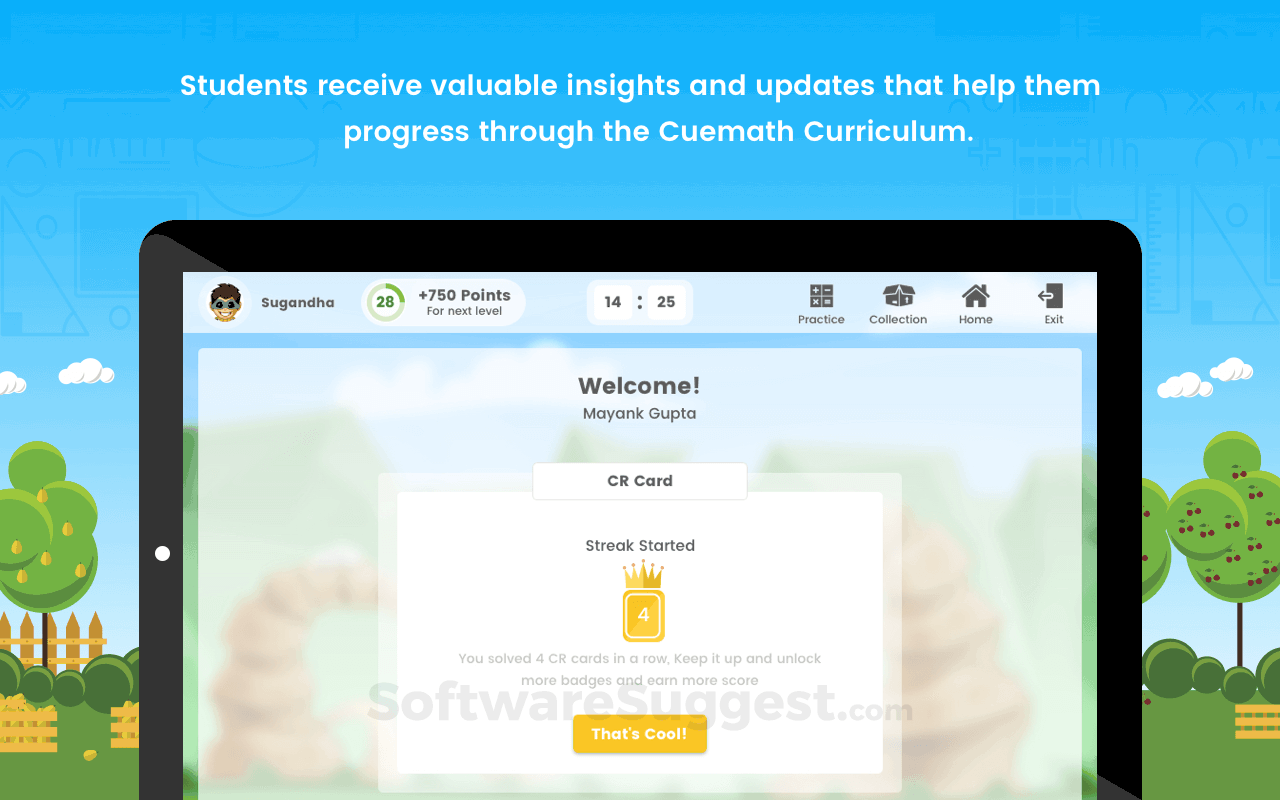 Students receive valuable insights and updates that help them
progress through the Cuemath Curriculum.
Sugandha
28
+750 Points
For next level
14 : 25
Practice
Collection
Home
Exit
Welcome!
Mayank Gupta
CR Card
Streak Started
4
You solved 4 CR cards in a row, Keep it up and unlock
more badges and earn more score
SoftwareSuggest.com
That's Cool!